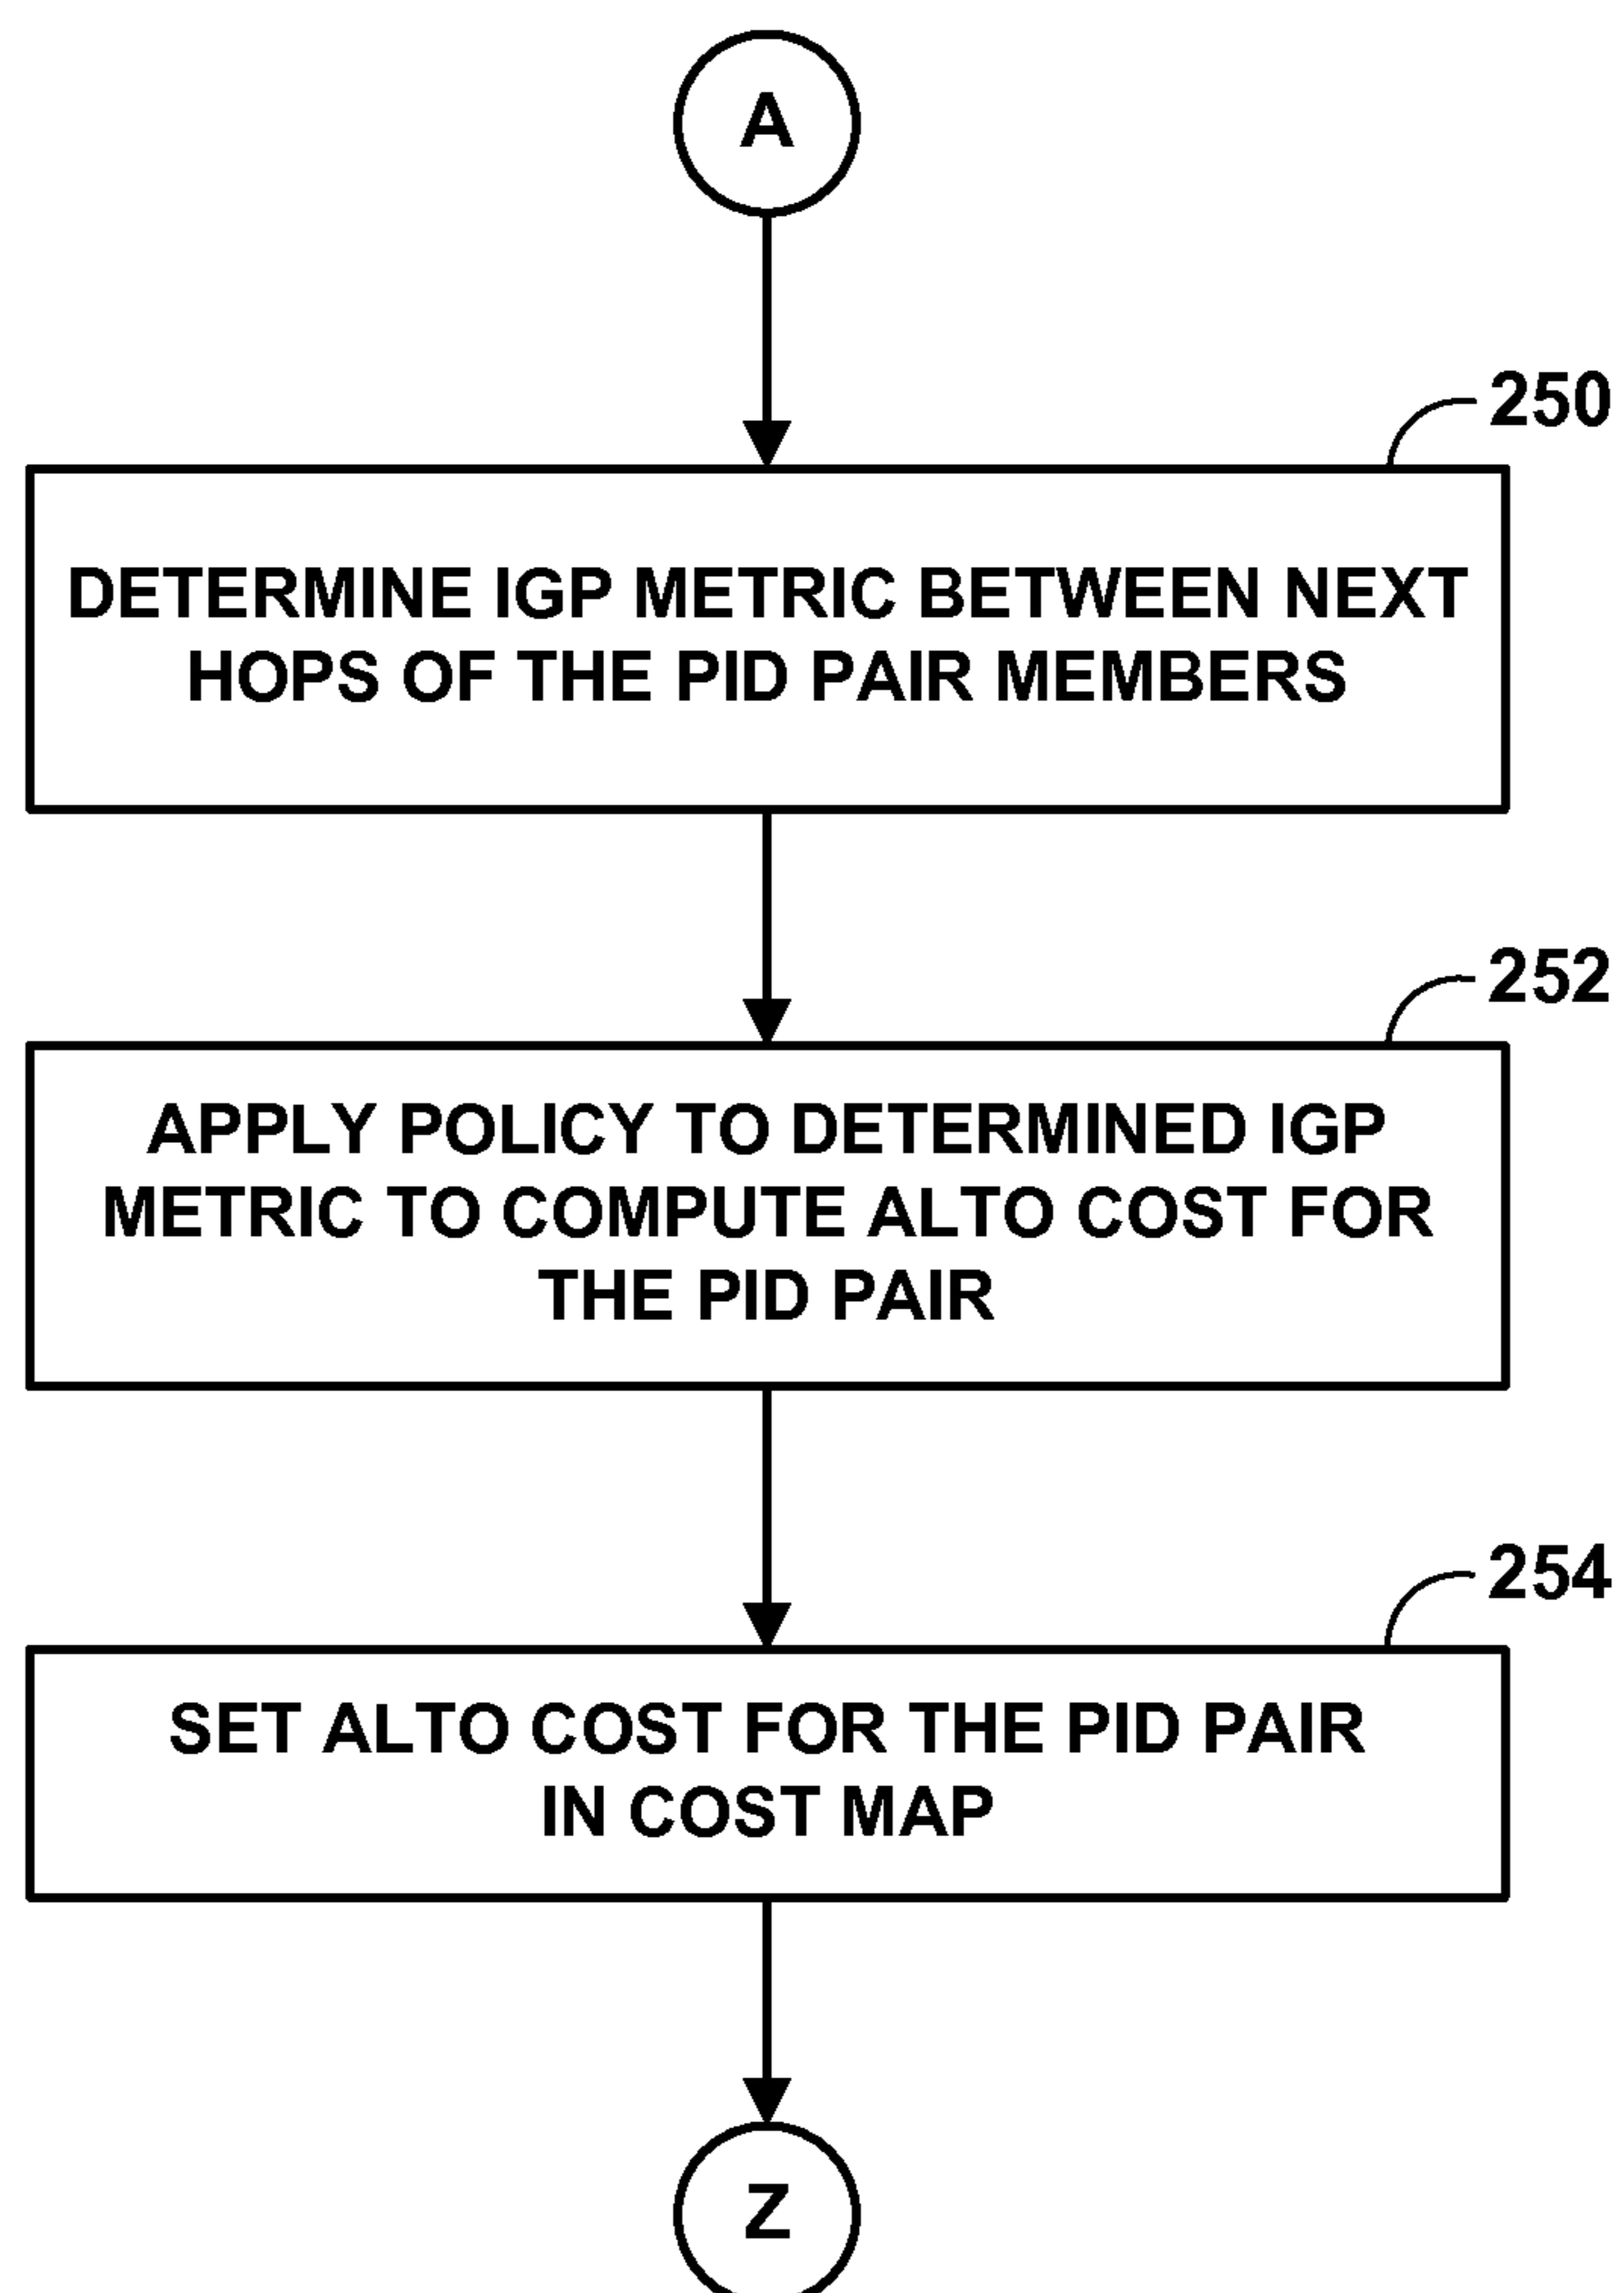 A
250
DETERMINE IGP METRIC BETWEEN NEXT
HOPS OF THE PID PAIR MEMBERS
252
APPLY POLICY TO DETERMINED IGP
METRIC TO COMPUTE ALTO COST FOR
THE PID PAIR
254
SET ALTO COST FOR THE PID PAIR
IN COST MAP
Z